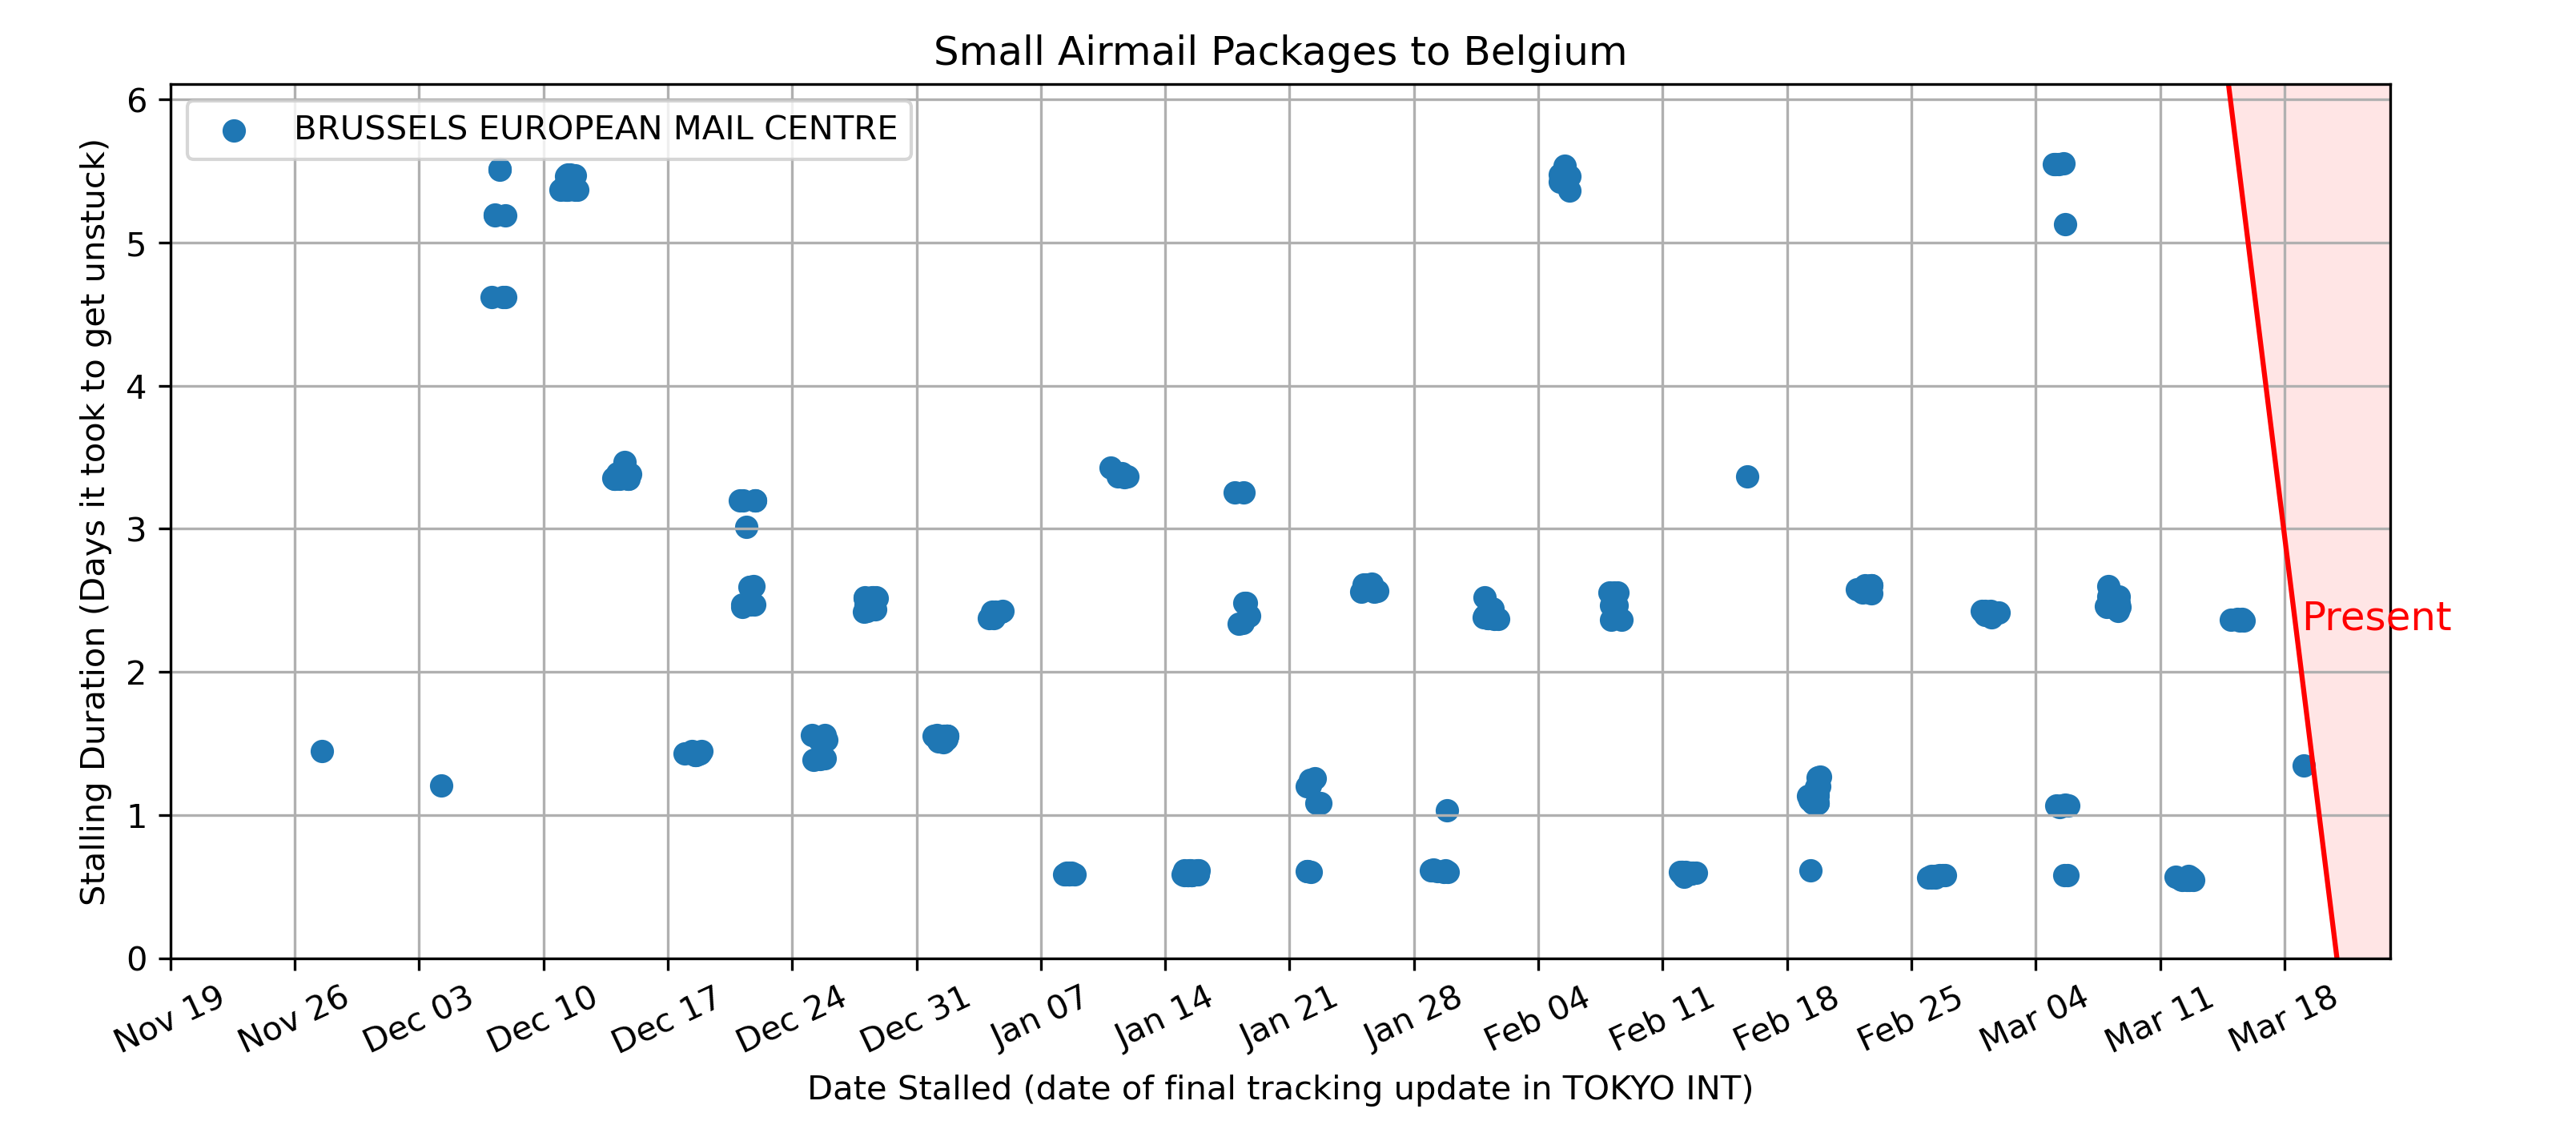 Small Airmail Packages to Belgium
BRUSSELS EUROPEAN MAIL CENTRE
Stalling Duration (Days it took to get unstuck)
6
5
4
3
2
1
0
Present
Nov 19
Nov 26
Dec 03
Dec 10
Dec 17
Dec 24
Dec 31
Jan 07
Jan 14
Jan 21
Jan 28
Feb 04
Feb 11
Feb 18
Feb 25
Mar 04
Mar 11
Mar 18
Date Stalled (date of final tracking update in TOKYO INT)